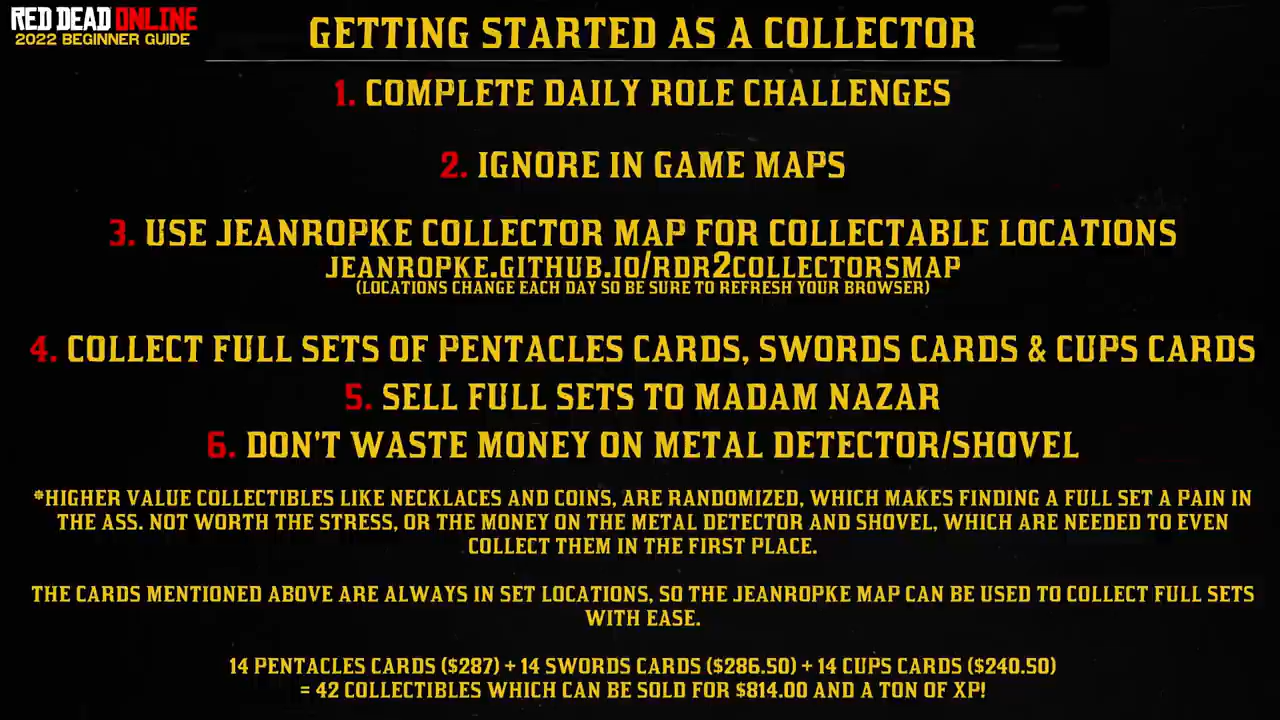 RED DEAD ONLINE
2022 BEGINNER GUIDE
GETTING STARTED AS A COLLECTOR
1. COMPLETE DAILY ROLE CHALLENGES
2. IGNORE IN GAME MAPS
3. USE JEANROPKE COLLECTOR MAP FOR COLLECTABLE LOCATIONS
JEANROPKE.GITHUB.IO/RDR2COLLECTORSMAP
(LOCATIONS CHANGE EACH DAY SO BE SURE TO REFRESH YOUR BROWSER)
4. COLLECT FULL SETS OF PENTACLES CARDS, SWORDS CARDS & CUPS CARDS
5. SELL FULL SETS TO MADAM NAZAR
6. DON'T WASTE MONEY ON METAL DETECTOR/SHOVEL
*HIGHER VALUE COLLECTIBLES LIKE NECKLACES AND COINS, ARE RANDOMIZED, WHICH MAKES FINDING A FULL SET A PAIN IN
THE ASS. NOT WORTH THE STRESS, OR THE MONEY ON THE METAL DETECTOR AND SHOVEL, WHICH ARE NEEDED TO EVEN
COLLECT THEM IN THE FIRST PLACE.
THE CARDS MENTIONED ABOVE ARE ALWAYS IN SET LOCATIONS, SO THE JEANROPKE MAP CAN BE USED TO COLLECT FULL SETS
WITH EASE.
14 PENTACLES CARDS ($287) + 14 SWORDS CARDS ($286.50) + 14 CUPS CARDS ($240.50)
= 42 COLLECTIBLES WHICH CAN BE SOLD FOR $814.00 AND A TON OF XP!